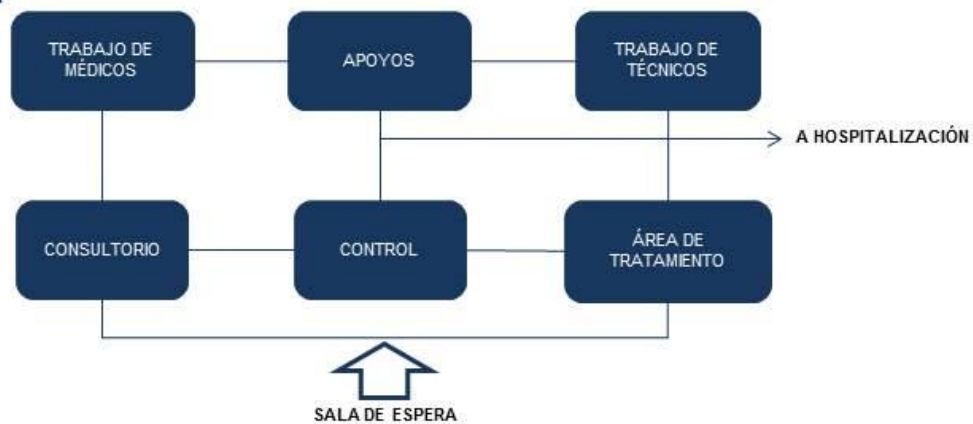 TRABAJO DE
MÉDICOS
APOYOS
TRABAJO DE
TÉCNICOS
A HOSPITALIZACIÓN
CONSULTORIO
CONTROL
ÁREA DE
TRATAMIENTO
SALA DE ESPERA